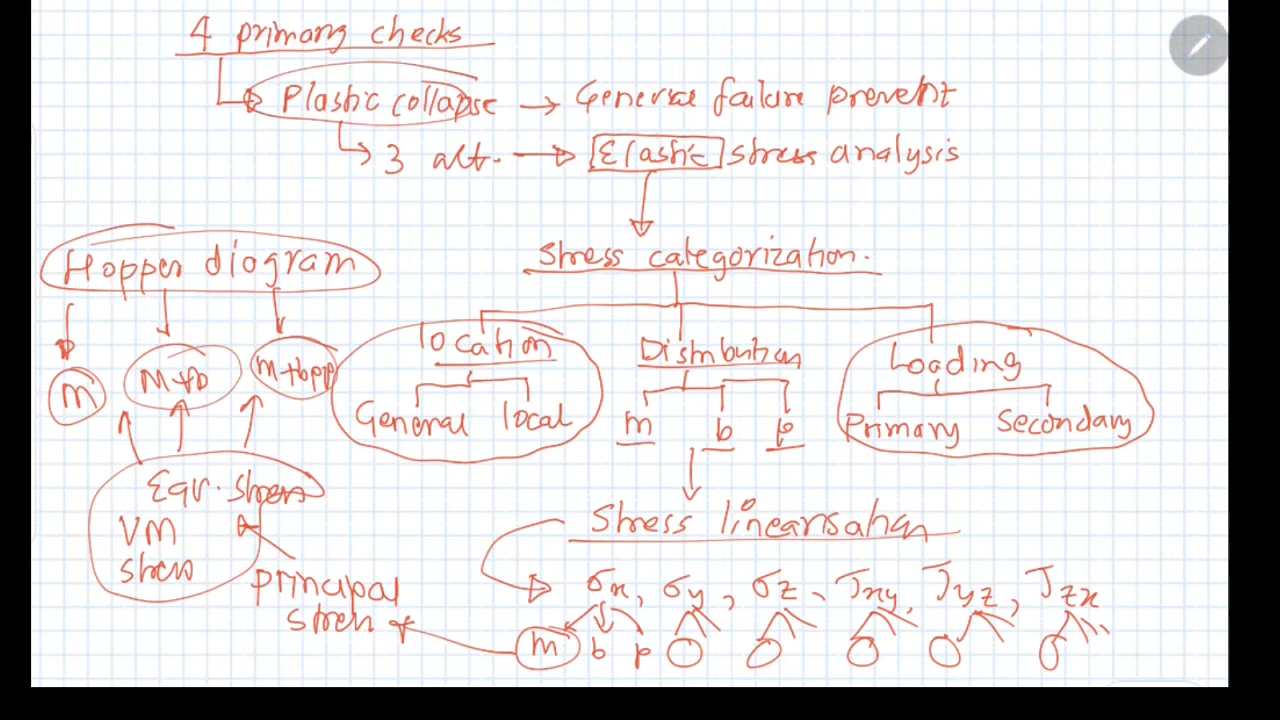 4 primary checks
Plastic collapse → General failure prevent
3 alt. → Elastic stress analysis
Stress categorization.
Hopper diagram
m
m+b
m+b+p
location
General local
Distribution
m b p
Loading
Primary Secondary
Eqv. stress
VM
stress
Stress linearisation
σx, σy, σz, τxy, τyz, τzx
m b p
principal
stress